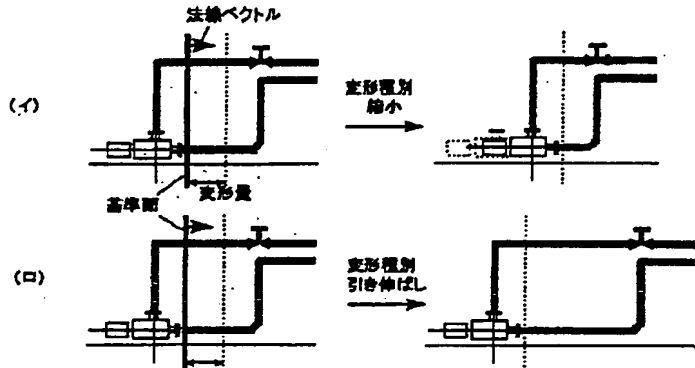 法線ベクトル
(イ)
変形種別
縮小
変形量
基準面
(ロ)
変形種別
引き伸ばし